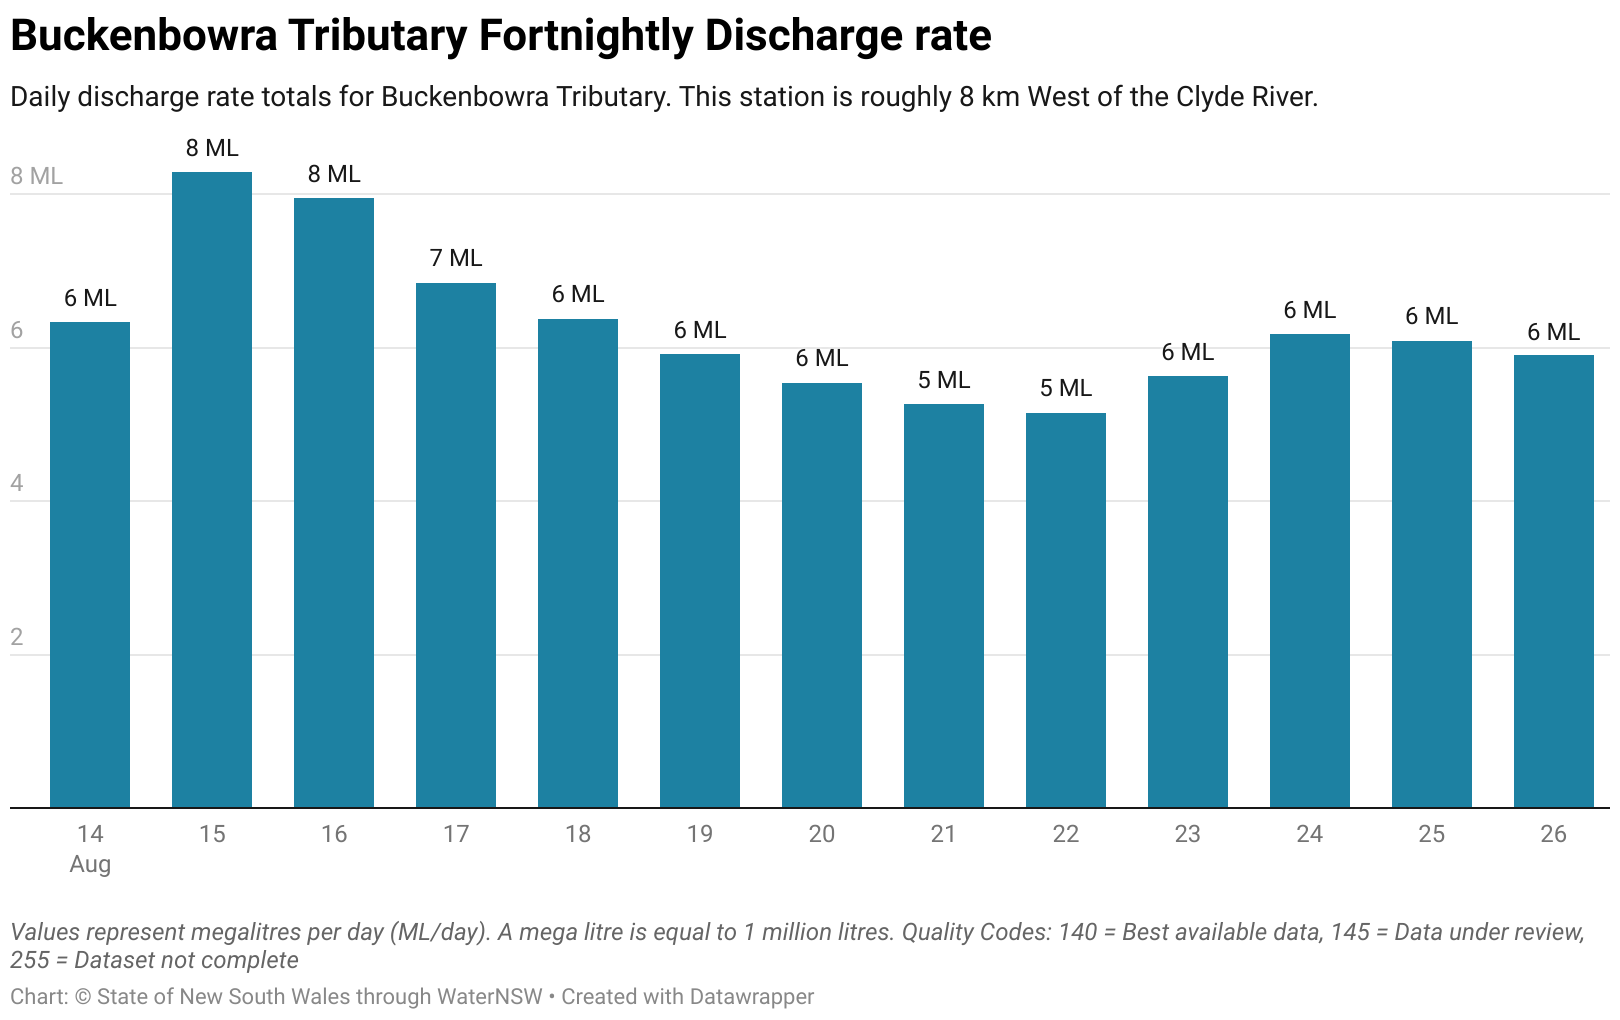 Buckenbowra Tributary Fortnightly Discharge rate
Daily discharge rate totals for Buckenbowra Tributary. This station is roughly 8 km West of the Clyde River.
8 ML
6
4
2
6 ML
8 ML
8 ML
7 ML
6 ML
6 ML
6 ML
5 ML
5 ML
6 ML
6 ML
6 ML
6 ML
14 15 16 17 18 19 20 21 22 23 24 25 26
Aug
Values represent megalitres per day (ML/day). A mega litre is equal to 1 million litres. Quality Codes: 140 = Best available data, 145 = Data under review,
255 = Dataset not complete
Chart: © State of New South Wales through WaterNSW • Created with Datawrapper